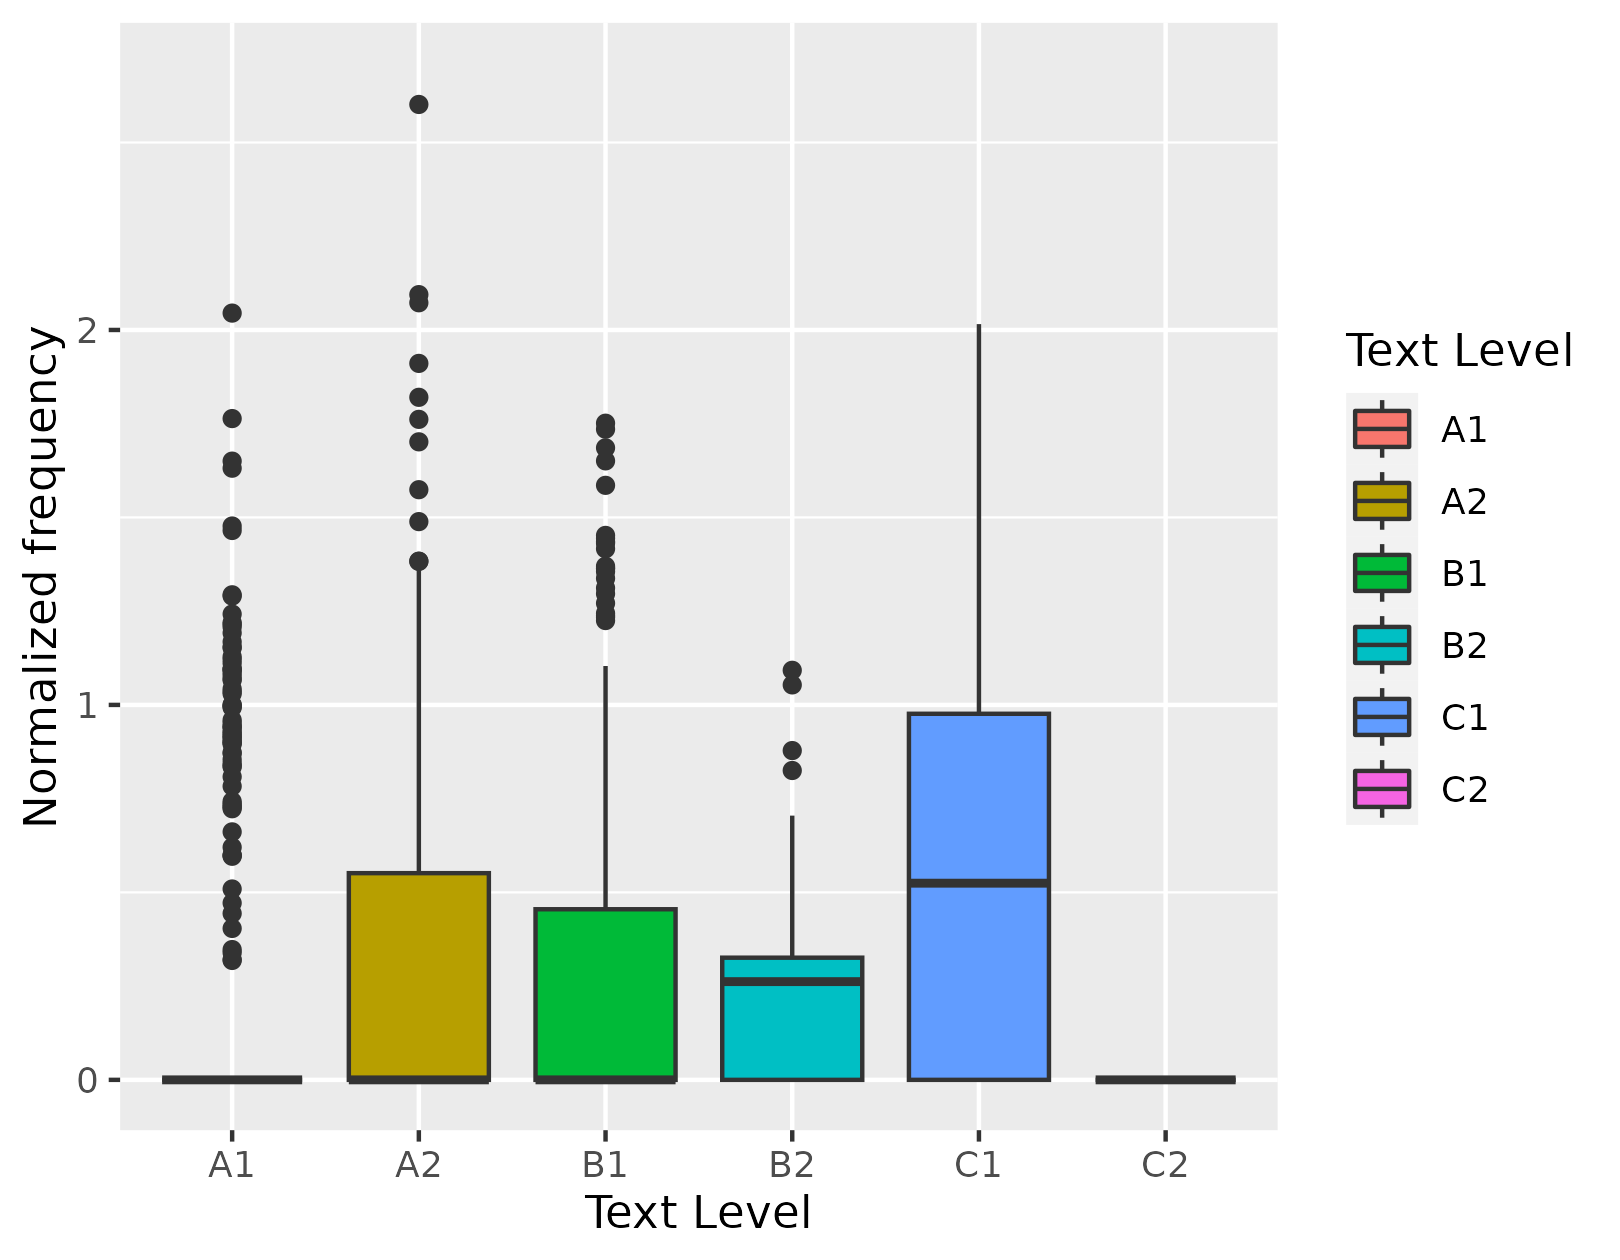 Normalized frequency
2
1
0
A1 A2 B1 B2 C1 C2
Text Level
Text Level
A1
A2
B1
B2
C1
C2